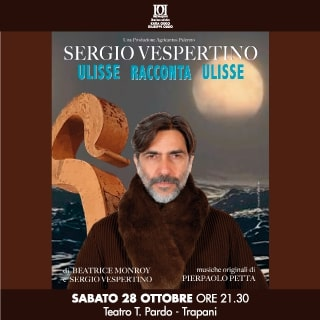 Una Produzione Agricantus Palermo
SERGIO VESPERTINO
ULISSE RACCONTA ULISSE
di BEATRICE MONROY
e SERGIO VESPERTINO
musiche originali di
PIERPAOLO PETTA
SABATO 28 OTTOBRE ORE 21.30
Teatro T. Pardo - Trapani